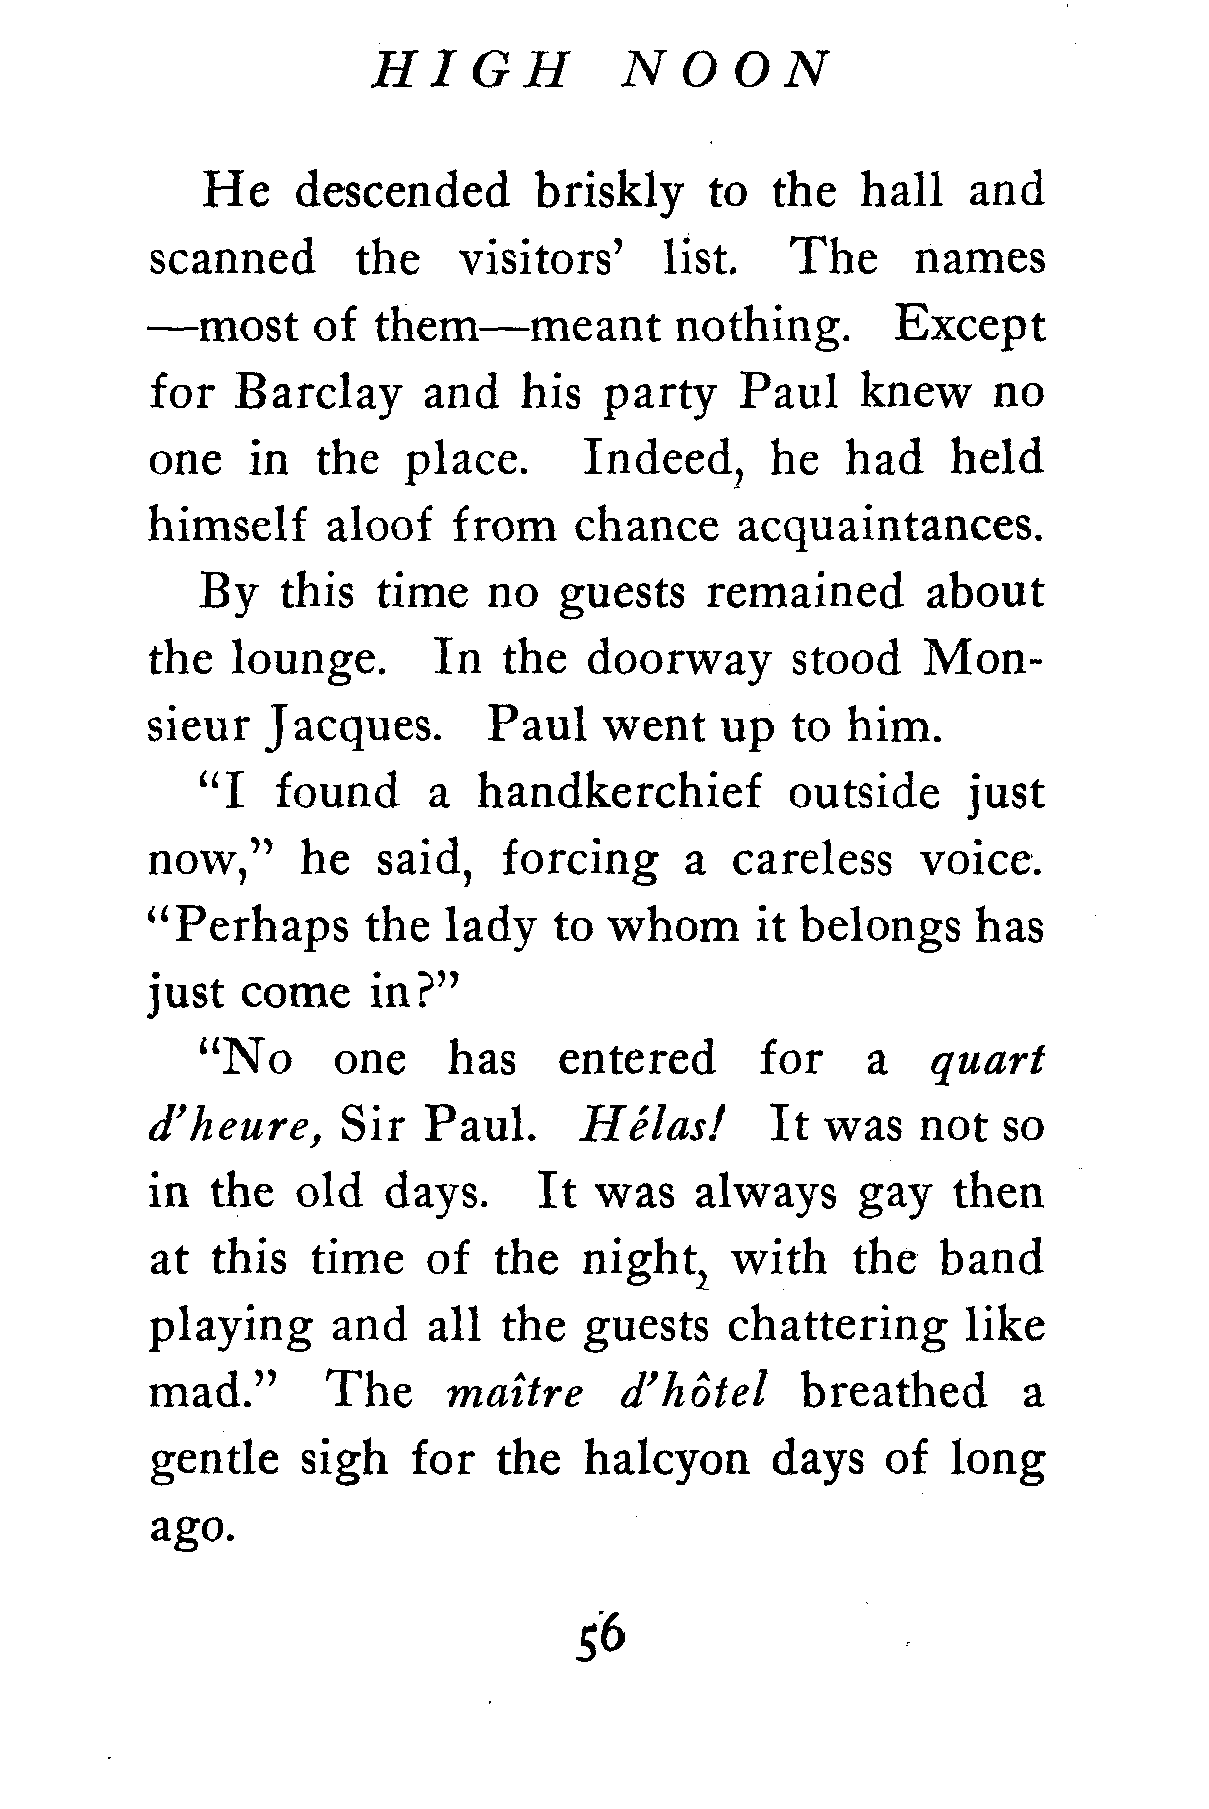 HIGH NOON
He descended briskly to the hall and
scanned the visitors' list. The names
—most of them—meant nothing. Except
for Barclay and his party Paul knew no
one in the place. Indeed, he had held
himself aloof from chance acquaintances.
By this time no guests remained about
the lounge. In the doorway stood Mon-
sieur Jacques. Paul went up to him.
“I found a handkerchief outside just
now,” he said, forcing a careless voice.
“Perhaps the lady to whom it belongs has
just come in?”
“No one has entered for a quart
d'heure, Sir Paul. Hélas! It was not so
in the old days. It was always gay then
at this time of the night, with the band
playing and all the guests chattering like
mad.” The maître d'hôtel breathed a
gentle sigh for the halcyon days of long
ago.
56